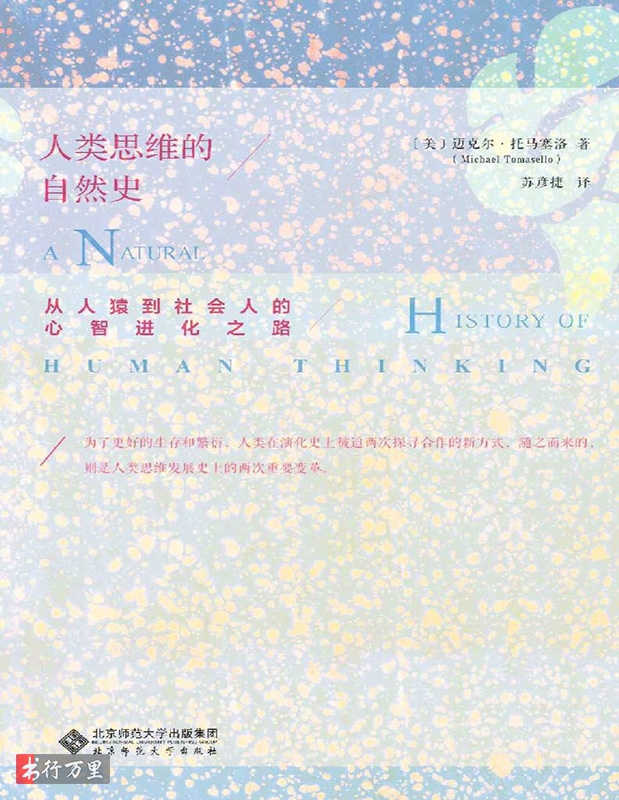 人类思维的
自然史
〔美〕迈克尔·托马塞洛 著
(Michael Tomasello)
苏彦捷 译
A NATURAL
从人猿到社会人的
心智进化之路
HISTORY OF
HUMAN THINKING
为了更好的生存和繁衍，人类在演化史上被迫两次探寻合作的新方式，随之而来的，
则是人类思维发展史上的两次重要变革。
北京师范大学出版集团
BEIJING NORMAL UNIVERSITY PUBLISHING GROUP
北京师范大学出版社
书行万里